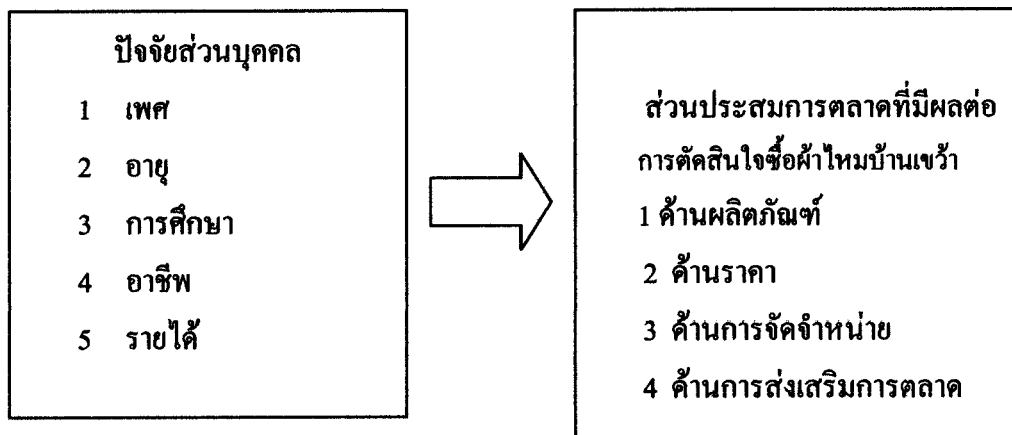 ปัจจัยส่วนบุคคล
1 เพศ
2 อายุ
3 การศึกษา
4 อาชีพ
5 รายได้
ส่วนประสมการตลาดที่มีผลต่อ
การตัดสินใจซื้อผ้าไหมบ้านเขว้า
1 ด้านผลิตภัณฑ์
2 ด้านราคา
3 ด้านการจัดจำหน่าย
4 ด้านการส่งเสริมการตลาด